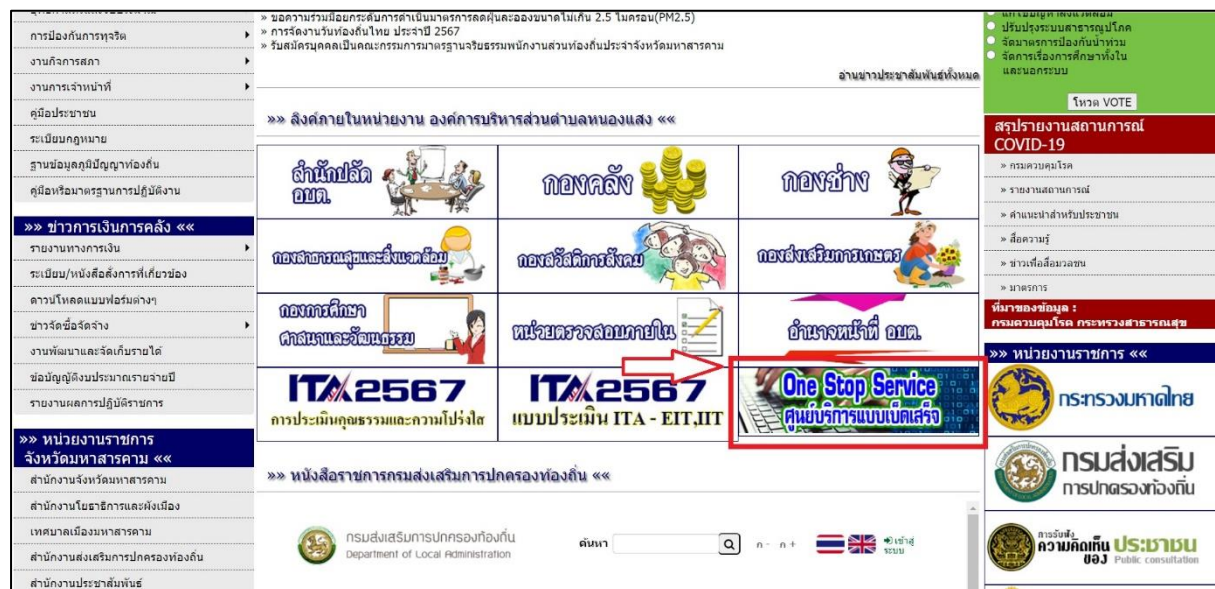 การป้องกันการทุจริต
งานกิจการสภา
งานการเจ้าหน้าที่
คู่มือประชาชน
ระเบียบกฎหมาย
ฐานข้อมูลภูมิปัญญาท้องถิ่น
คู่มือหรือมาตรฐานการปฏิบัติงาน
»» ข่าวการเงินการคลัง ««
รายงานทางการเงิน
ระเบียบ/หนังสือสั่งการที่เกี่ยวข้อง
ดาวน์โหลดแบบฟอร์มต่างๆ
ข่าวจัดซื้อจัดจ้าง
งานพัฒนาและจัดเก็บรายได้
ข้อบัญญัติงบประมาณรายจ่ายปี
รายงานผลการปฏิบัติราชการ
»» หน่วยงานราชการ
จังหวัดมหาสารคาม ««
สำนักงานจังหวัดมหาสารคาม
สำนักงานโยธาธิการและผังเมือง
เทศบาลเมืองมหาสารคาม
สำนักงานส่งเสริมการปกครองท้องถิ่น
สำนักงานประชาสัมพันธ์
» ขอความร่วมมือยกระดับการดำเนินมาตรการลดฝุ่นละอองขนาดไม่เกิน 2.5 ไมครอน(PM2.5)
» การจัดงานวันท้องถิ่นไทย ประจำปี 2567
» รับสมัครบุคคลเป็นคณะกรรมการมาตรฐานจริยธรรมพนักงานส่วนท้องถิ่นประจำจังหวัดมหาสารคาม
อ่านข่าวประชาสัมพันธ์ทั้งหมด
»» ลิงค์ภายในหน่วยงาน องค์การบริหารส่วนตำบลหนองแสง ««
สำนักปลัด
อบต.
กองคลัง
กองช่าง
กองสาธารณสุขและสิ่งแวดล้อม
กองสวัสดิการสังคม
กองส่งเสริมการเกษตร
กองการศึกษา
ศาสนาและวัฒนธรรม
หน่วยตรวจสอบภายใน
อำนาจหน้าที่ อบต.
ITA2567
การประเมินคุณธรรมและความโปร่งใส
ITA2567
แบบประเมิน ITA - EIT,IIT
One Stop Service
ศูนย์บริการแบบเบ็ดเสร็จ
»» หนังสือราชการกรมส่งเสริมการปกครองท้องถิ่น ««
กรมส่งเสริมการปกครองท้องถิ่น
Department of Local Administration
ค้นหา
ก - ก +
เข้าสู่
ระบบ
แก้ไขปัญหาสิ่งแวดล้อม
ปรับปรุงระบบสาธารณูปโภค
จัดมาตรการป้องกันน้ำท่วม
จัดการเรื่องการศึกษาทั้งใน
และนอกระบบ
โหวต VOTE
สรุปรายงานสถานการณ์
COVID-19
» กรมควบคุมโรค
» รายงานสถานการณ์
» คำแนะนำสำหรับประชาชน
» สื่อความรู้
» ข่าวเพื่อสื่อมวลชน
» มาตรการ
ที่มาของข้อมูล :
กรมควบคุมโรค กระทรวงสาธารณสุข
»» หน่วยงานราชการ ««
กระทรวงมหาดไทย
กรมส่งเสริม
การปกครองท้องถิ่น
การรับฟัง
ความคิดเห็น ประชาชน
ของ Public consultation